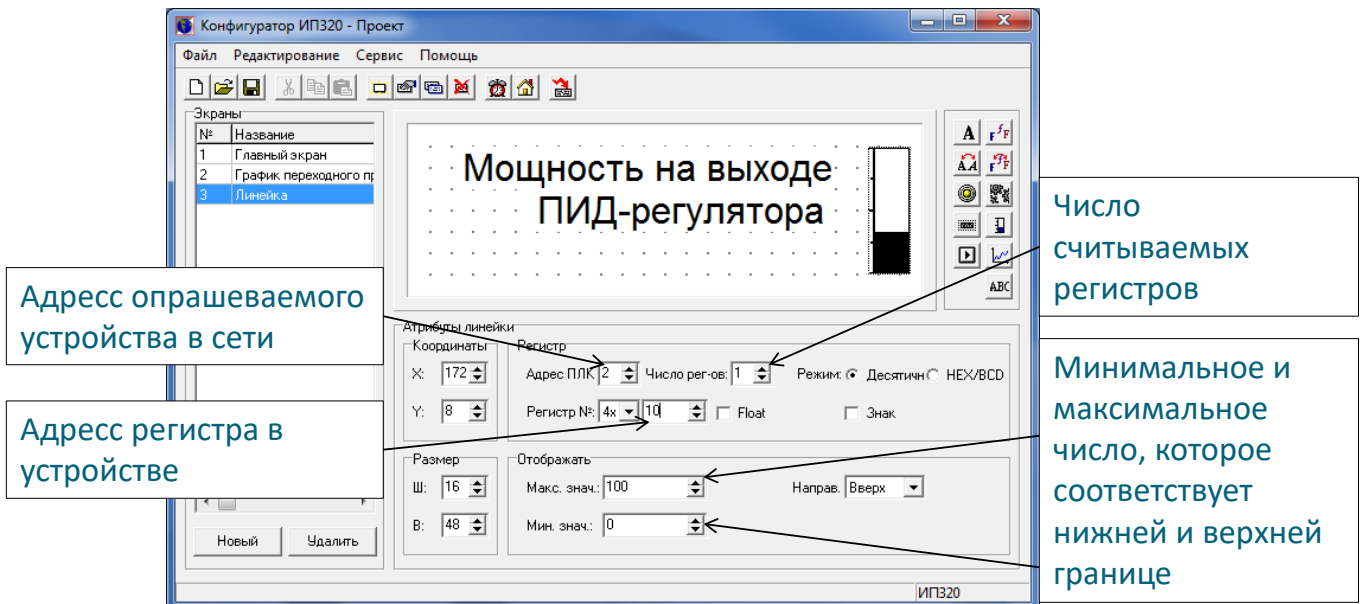 Конфигуратор ИП320 - Проект
Файл Редактирование Сервис Помощь
Экраны
№ Название
1 Главный экран
2 График переходного пр
3 Линейка
Мощность на выходе
ПИД-регулятора
A fFF
AA fFF
ABC
Число
считываемых
регистров
Адресс опрашеваемого
устройства в сети
Адресс регистра в
устройстве
Минимальное и
максимальное
число, которое
соответствует
нижней и верхней
границе
Атрибуты линейки
Координаты
X: 172
Y: 8
Регистр
Адрес ПЛК 2 Число рег-ов: 1 Режим: Десятичн HEX/BCD
Регистр №: 4x 10 Float Знак
Размер
Ш: 16
В: 48
Отображать
Макс. знач.: 100 Направ. Вверх
Мин. знач.: 0
Новый Удалить
ИП320